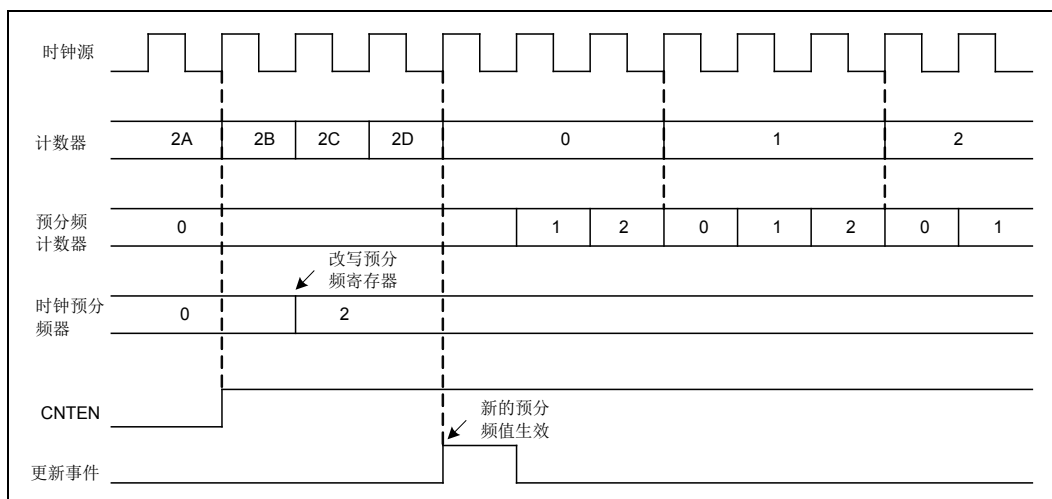 时钟源
计数器
2A 2B 2C 2D 0 1 2
预分频
计数器
0 1 2 0 1 2 0 1
改写预分
频寄存器
时钟预分
频器
0 2
CNTEN
新的预分
频值生效
更新事件